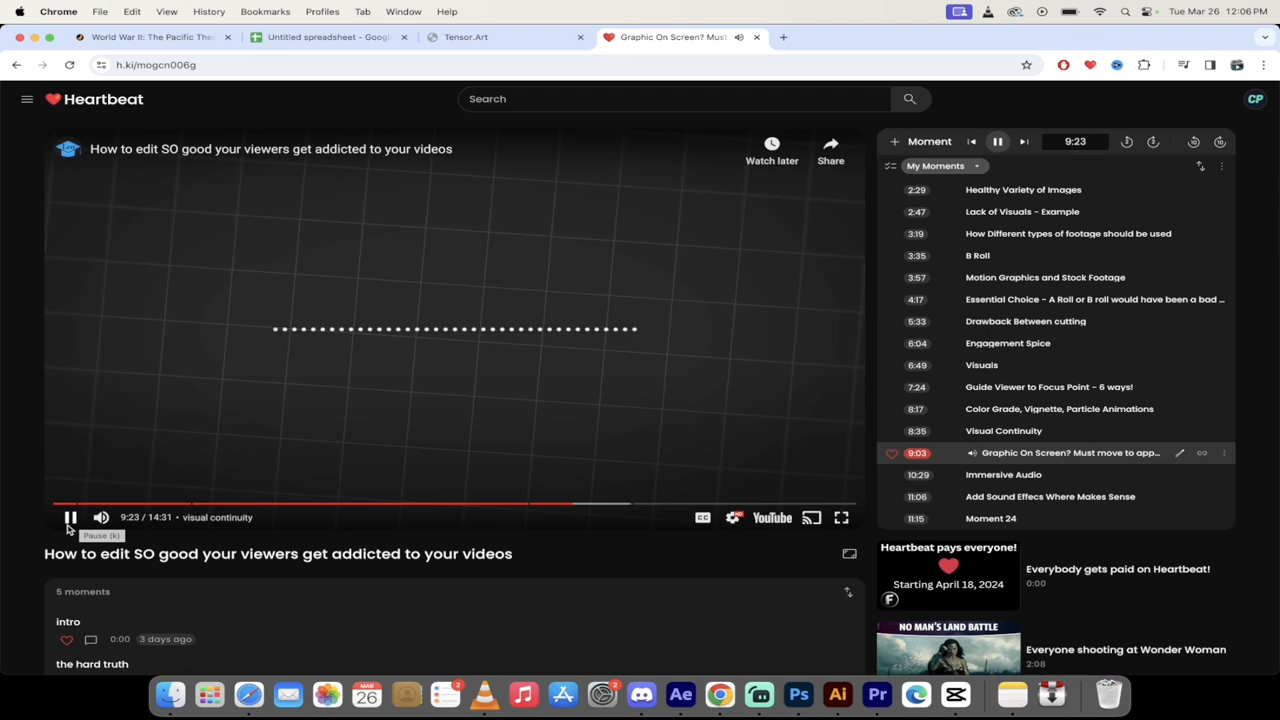 Chrome File Edit View History Bookmarks Profiles Tab Window Help Tue Mar 26 12:06 PM
World War II: The Pacific The Untitled spreadsheet - Googl Tensor.Art Graphic On Screen? Must
h.ki/mogcn006g
Heartbeat
Search
CP
How to edit SO good your viewers get addicted to your videos
Watch later
Share
Moment
9:23
My Moments
2:29 Healthy Variety of Images
2:47 Lack of Visuals - Example
3:19 How Different types of footage should be used
3:35 B Roll
3:57 Motion Graphics and Stock Footage
4:17 Essential Choice - A Roll or B roll would have been a bad ...
5:33 Drawback Between cutting
6:04 Engagement Spice
6:49 Visuals
7:24 Guide Viewer to Focus Point - 6 ways!
8:17 Color Grade, Vignette, Particle Animations
8:35 Visual Continuity
9:03 Graphic On Screen? Must move to app...
10:29 Immersive Audio
11:06 Add Sound Effecs Where Makes Sense
11:15 Moment 24
9:23 / 14:31 • visual continuity
CC
HD
YouTube
Pause (k)
How to edit SO good your viewers get addicted to your videos
5 moments
intro
0:00 3 days ago
the hard truth
Heartbeat pays everyone!
Starting April 18, 2024
F
Everybody gets paid on Heartbeat!
0:00
NO MAN'S LAND BATTLE
Everyone shooting at Wonder Woman
2:08
MAR
26
2
2
Ae
Ps
Ai
Pr